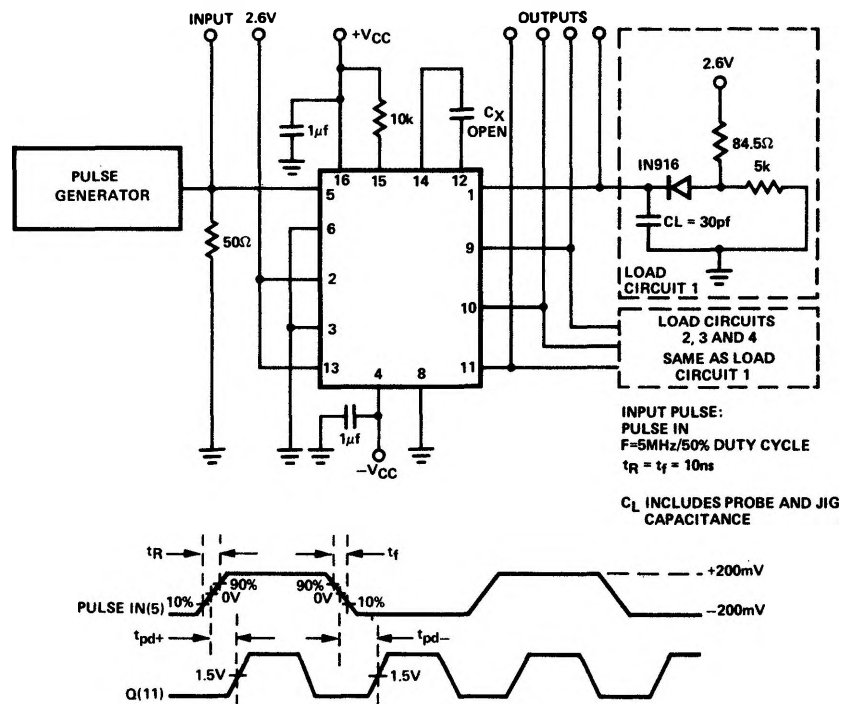 INPUT 2.6V
OUTPUTS
+VCC
2.6V
1μf
10k
CX
OPEN
84.5Ω
IN916
5k
PULSE
GENERATOR
16 15 14 12
5
1
50Ω
6
CL = 30pf
9
2
LOAD
CIRCUIT 1
10
3
LOAD CIRCUITS
2, 3 AND 4
SAME AS LOAD
CIRCUIT 1
13
4 8
11
1μf
-VCC
INPUT PULSE:
PULSE IN
F=5MHz/50% DUTY CYCLE
tR = tf = 10ns
CL INCLUDES PROBE AND JIG
CAPACITANCE
tR
tf
+200mV
90% 90%
0V 0V
PULSE IN(5) 10% 10%
-200mV
tpd+
tpd-
1.5V 1.5V
Q(11)